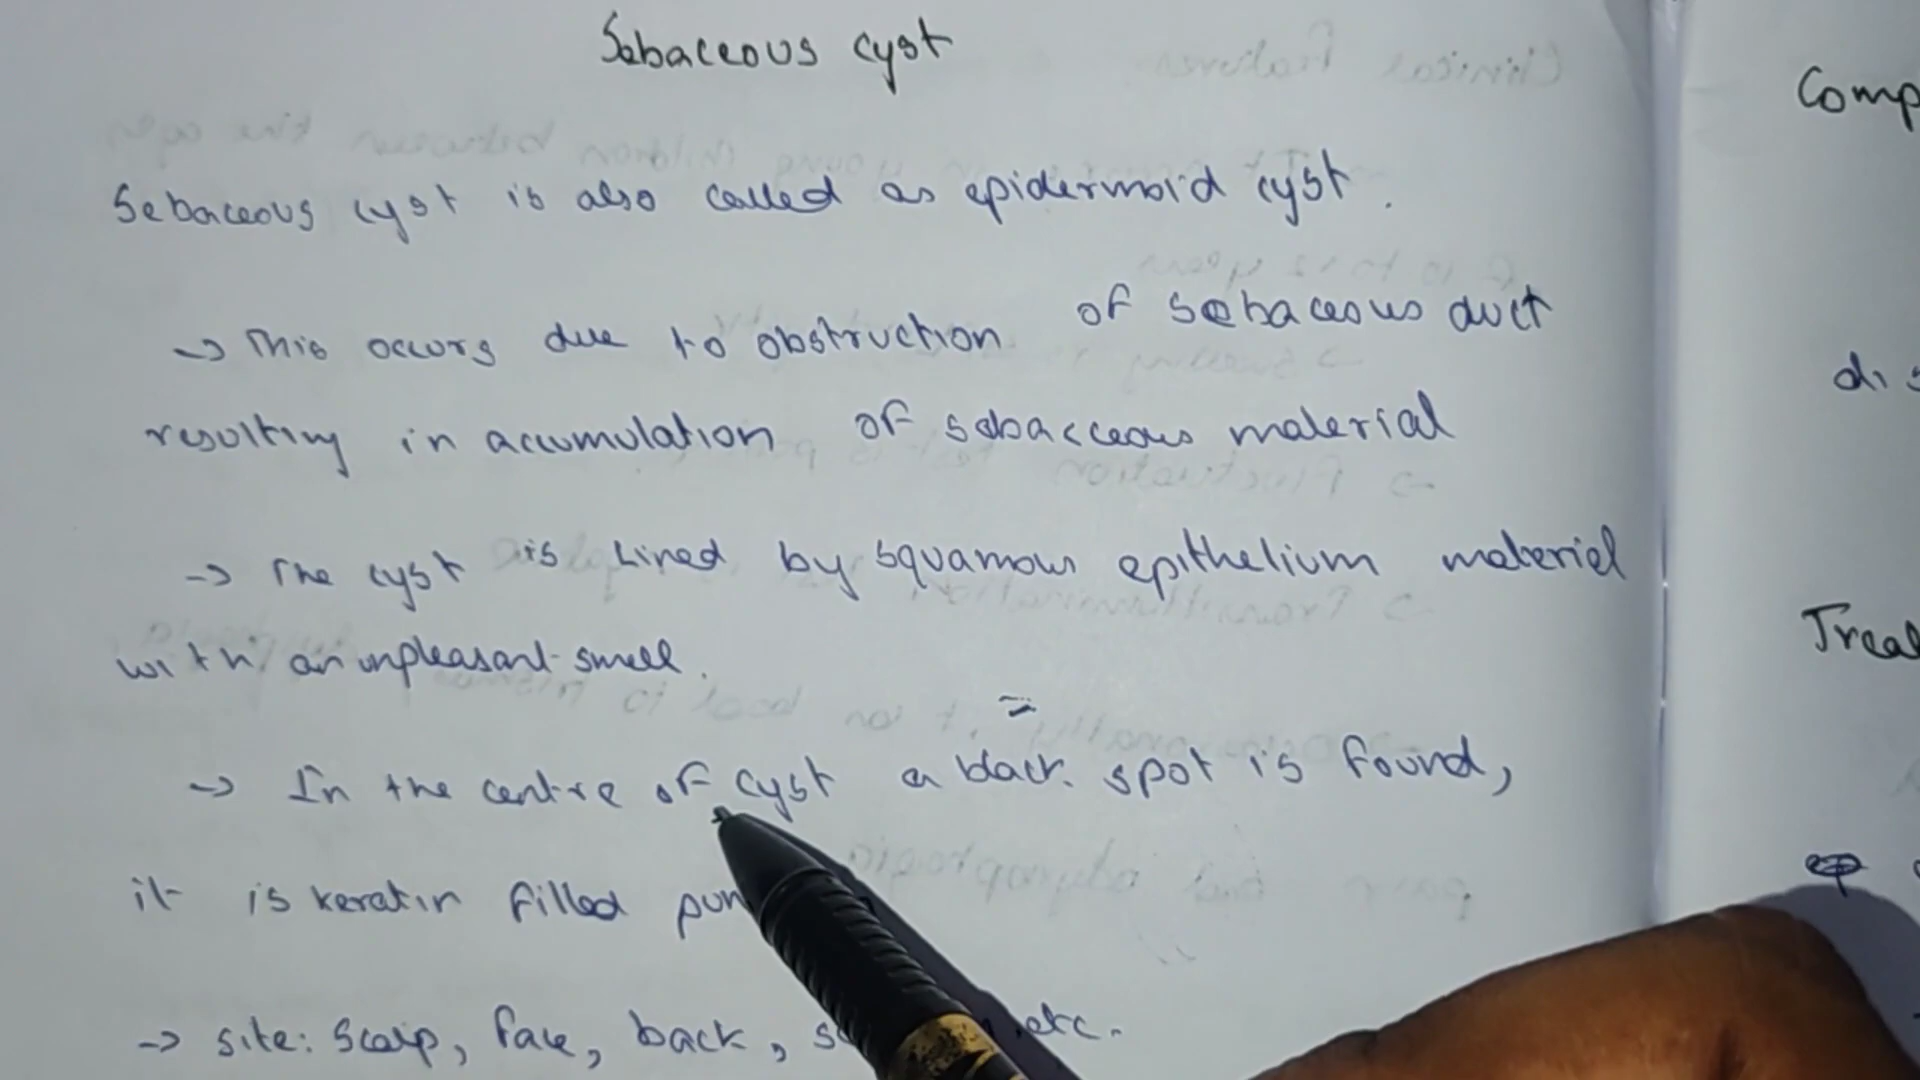 Sebaceous cyst
Sebaceous cyst is also called as epidermoid cyst.
→ This occurs due to obstruction of sebaceous duct
resulting in accumulation of sebacceous material
→ The cyst is lined by squamous epithelium material
with an unpleasant smell.
→ In the centre of cyst a black spot is found,
it is keratin filled
→ site: scalp, face, back, etc.
Comp
dis
Treat